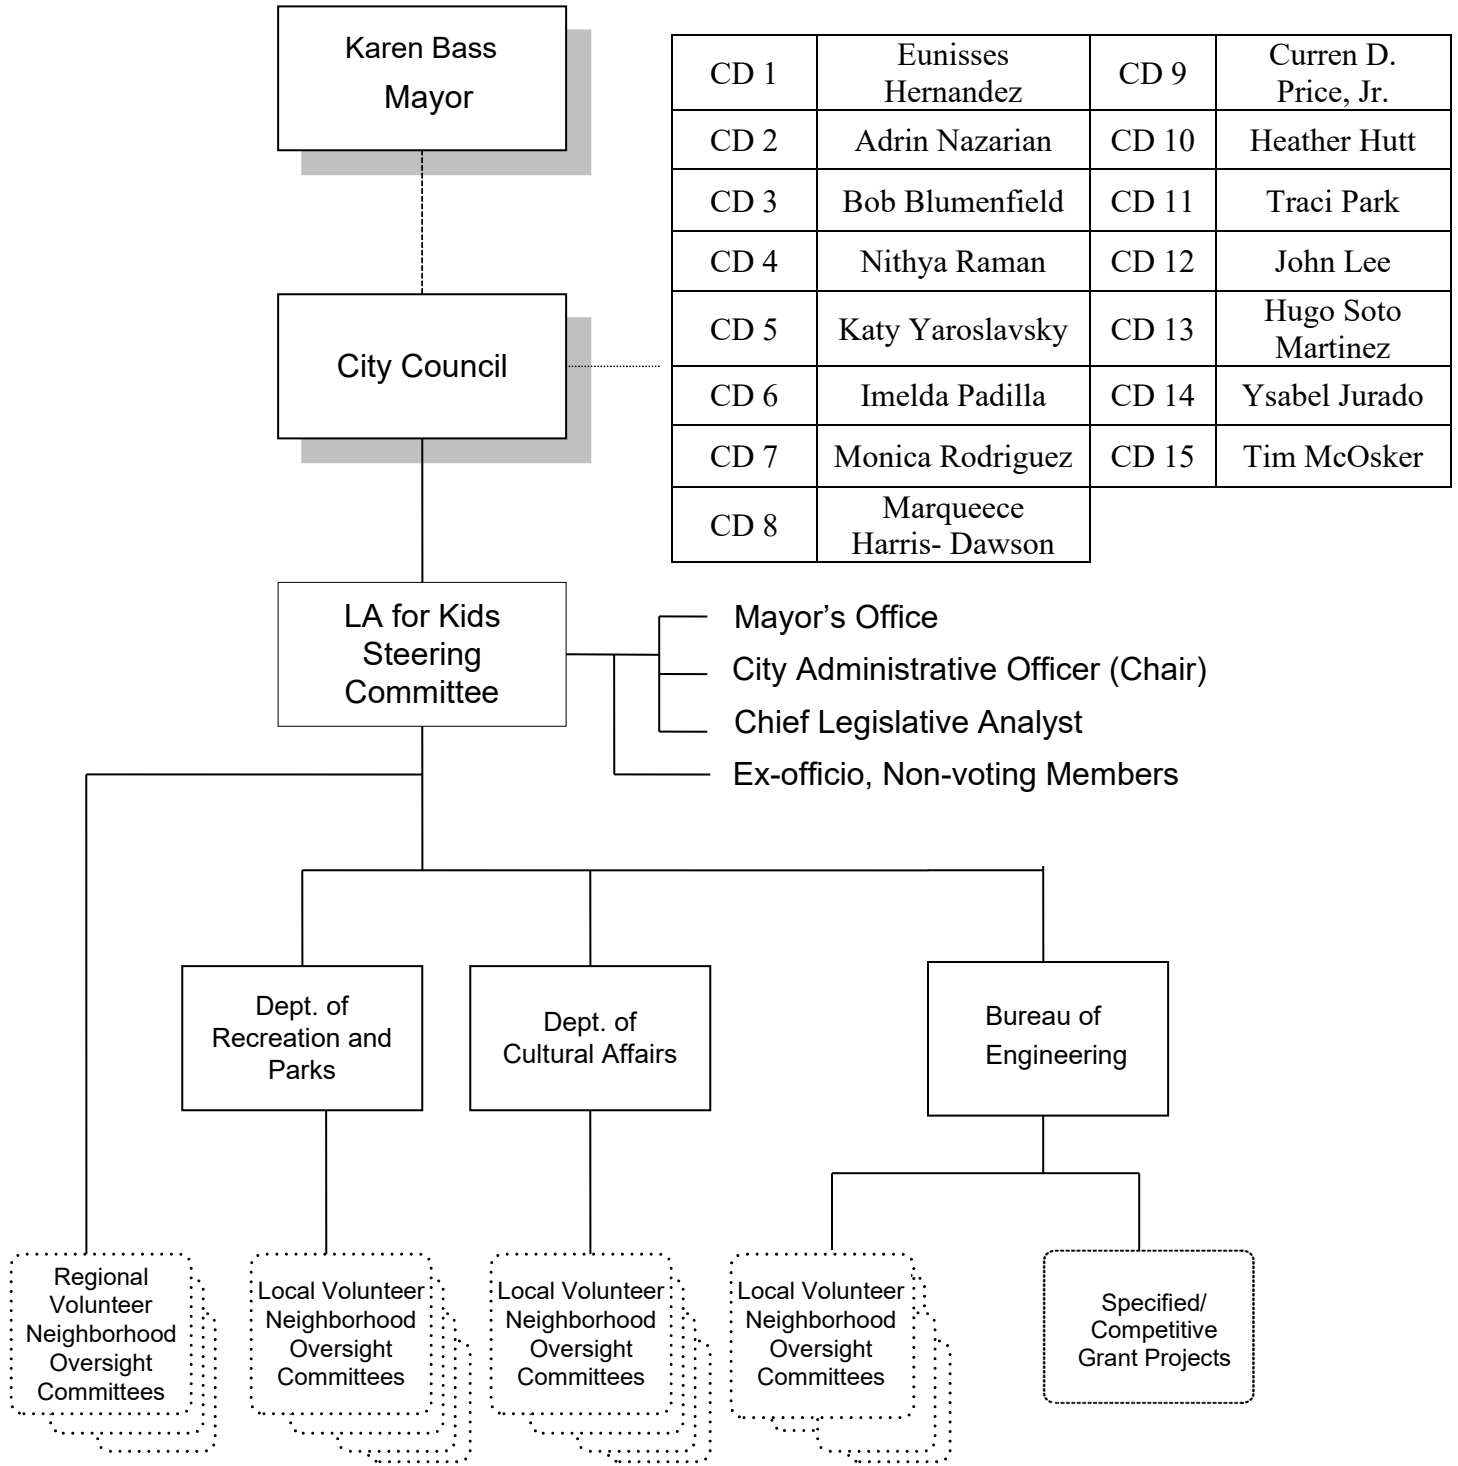 Karen Bass
Mayor
CD 1
Eunisses
Hernandez
CD 9
Curren D.
Price, Jr.
CD 2
Adrin Nazarian
CD 10
Heather Hutt
CD 3
Bob Blumenfield
CD 11
Traci Park
CD 4
Nithya Raman
CD 12
John Lee
CD 5
Katy Yaroslavsky
CD 13
Hugo Soto
Martinez
CD 6
Imelda Padilla
CD 14
Ysabel Jurado
CD 7
Monica Rodriguez
CD 15
Tim McOsker
CD 8
Marqueece
Harris- Dawson
City Council
LA for Kids
Steering
Committee
Mayor’s Office
City Administrative Officer (Chair)
Chief Legislative Analyst
Ex-officio, Non-voting Members
Dept. of
Recreation and
Parks
Dept. of
Cultural Affairs
Bureau of
Engineering
Regional
Volunteer
Neighborhood
Oversight
Committees
Local Volunteer
Neighborhood
Oversight
Committees
Local Volunteer
Neighborhood
Oversight
Committees
Local Volunteer
Neighborhood
Oversight
Committees
Specified/
Competitive
Grant Projects